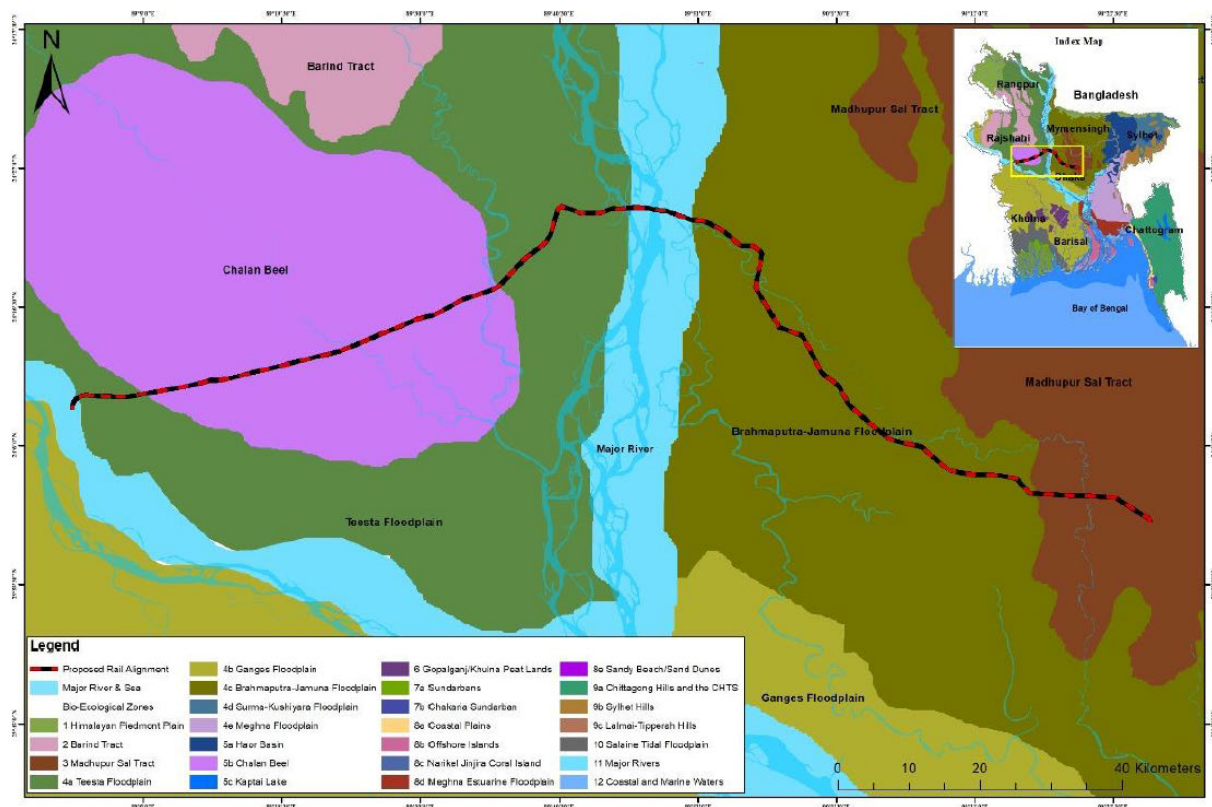 N
Barind Tract
Madhupur Sal Tract
Chalan Beel
Madhupur Sal Tract
Brahmaputra-Jamuna Floodplain
Major River
Teesta Floodplain
Ganges Floodplain
Index Map
Rangpur
Bangladesh
Mymensingh
Sylhet
Rajshahi
Dhaka
Khulna
Barisal
Chattogram
Bay of Bengal
Legend
Proposed Rail Alignment
Major River & Sea
Bio-Ecological Zones
1 Himalayan Piedmont Plain
2 Barind Tract
3 Madhupur Sal Tract
4a Teesta Floodplain
4b Ganges Floodplain
4c Brahmaputra-Jamuna Floodplain
4d Surma-Kushiyara Floodplain
4e Meghna Floodplain
5a Haor Basin
5b Chalan Beel
5c Kaptai Lake
6 Gopalganj/Khulna Peat Lands
7a Sundarbans
7b Chakaria Sundarban
8a Coastal Plains
8b Offshore Islands
8c Narikel Jinjira Coral Island
8d Meghna Estuarine Floodplain
8e Sandy Beach/Sand Dunes
9a Chittagong Hills and the CHTS
9b Sylhet Hills
9c Lalmai-Tipperah Hills
10 Salaine Tidal Floodplain
11 Major Rivers
12 Coastal and Marine Waters
0 10 20 40 Kilometers